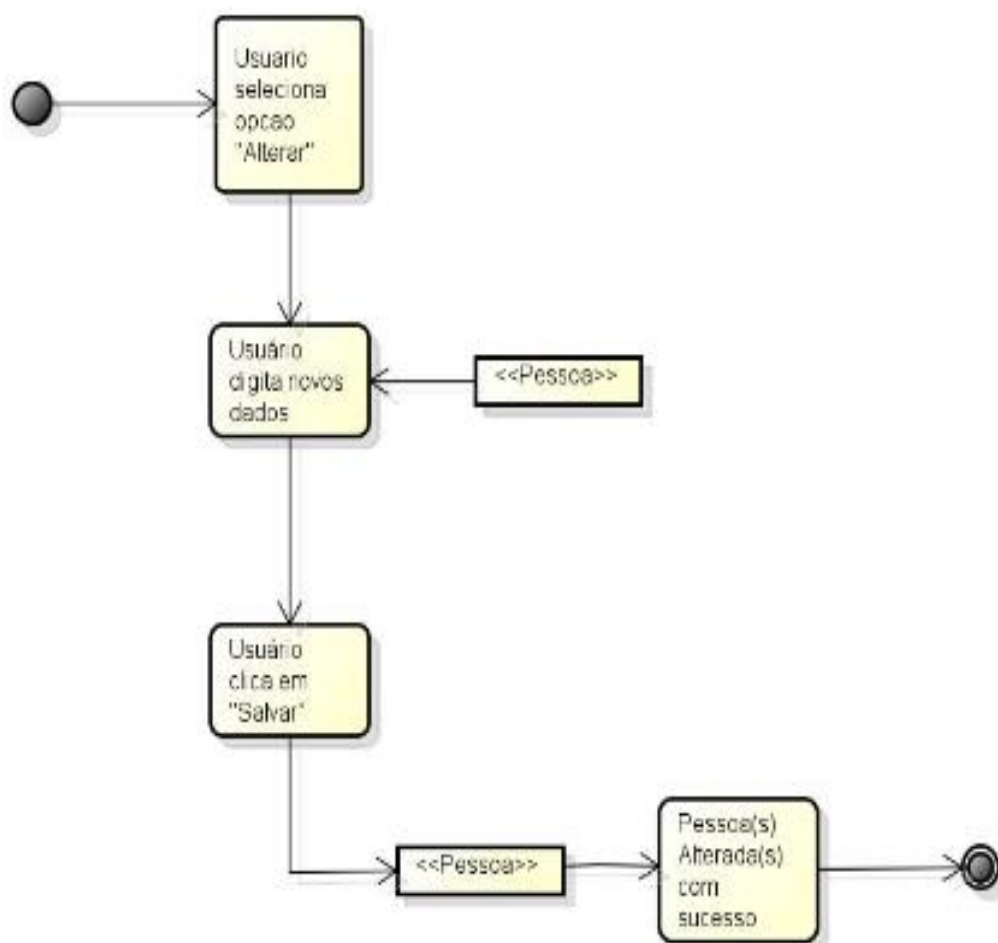 Usuario
seleciona
opcao
"Alterar"
Usuário
digita novos
dados
<<Pessoa>>
Usuário
clica em
"Salvar"
<<Pessoa>>
Pessoa(s)
Alterada(s)
com
sucesso